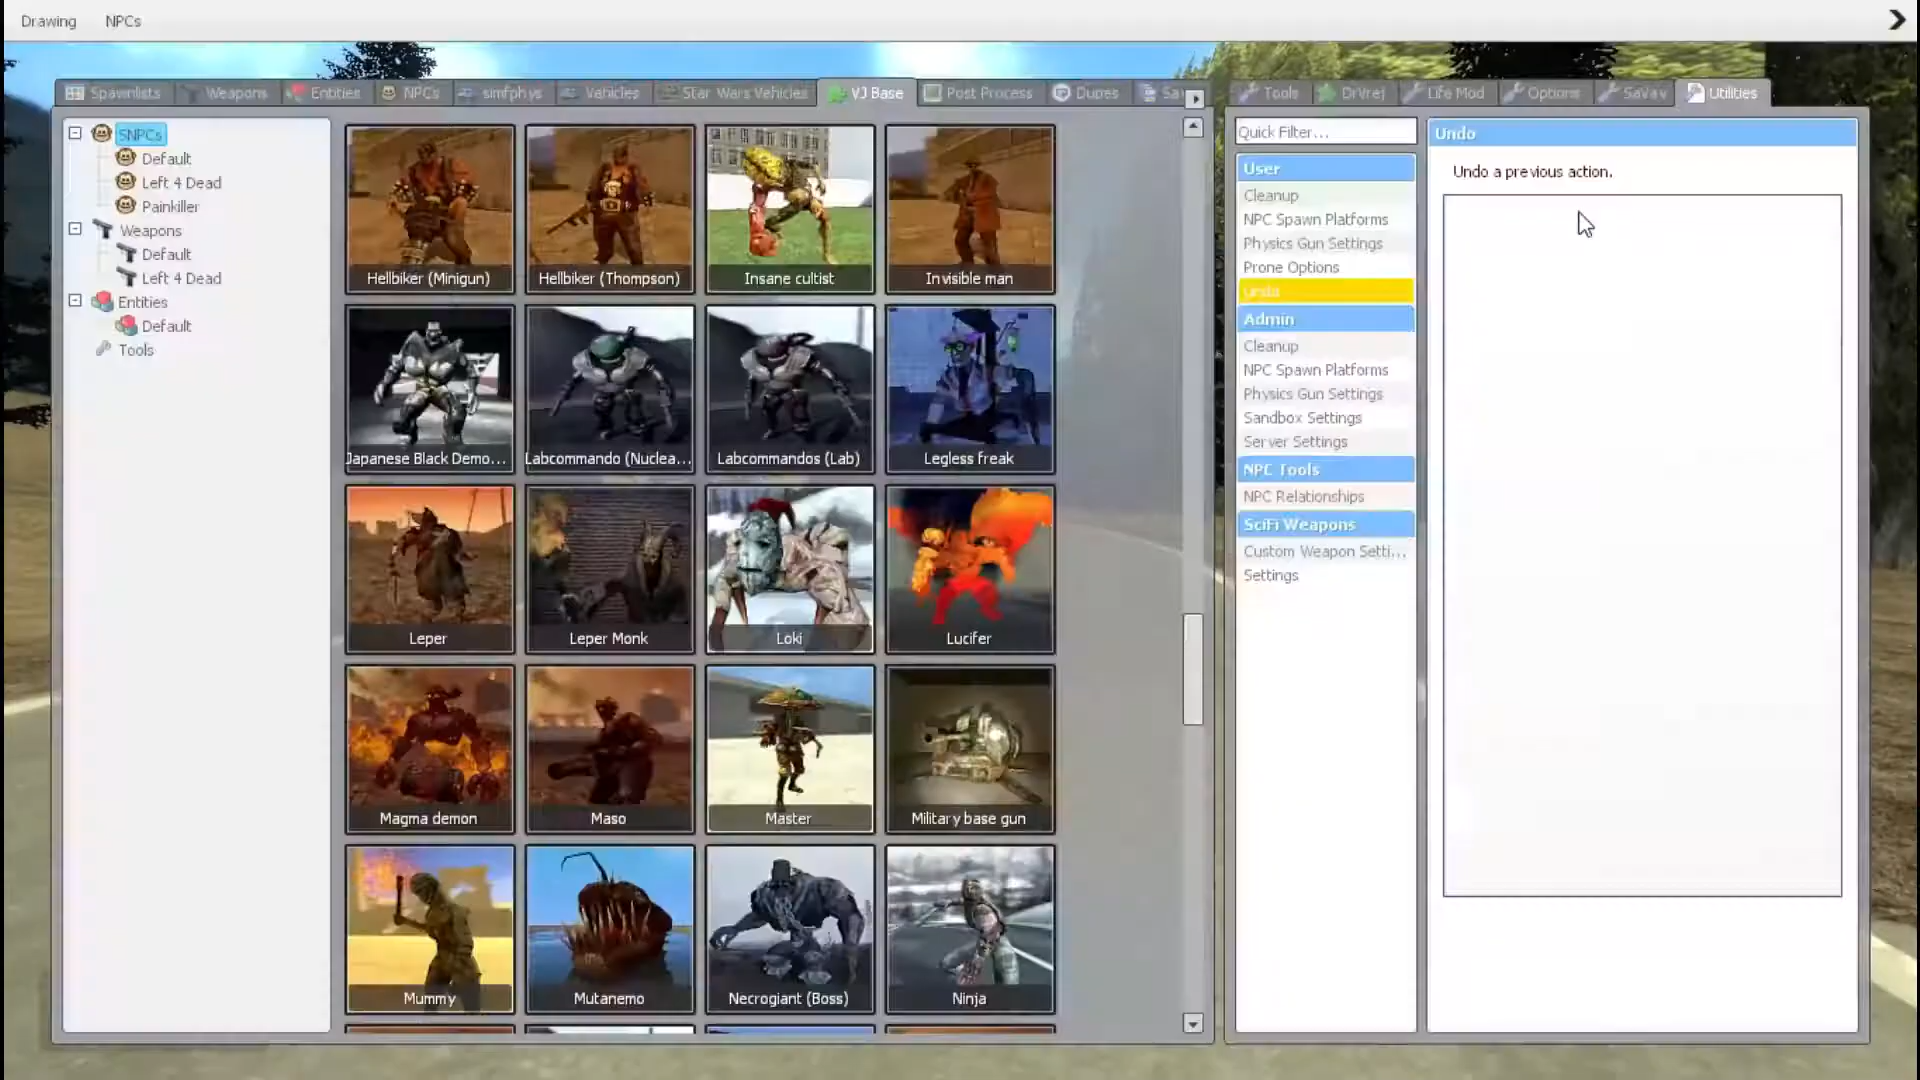 Drawing NPCs
Spawnlists Weapons Entities NPCs simfphys Vehicles Star Wars Vehicles VJ Base Post Process Dupes Sa
Tools DrVrej Life Mod Options SaVav Utilities
SNPCs
Default
Left 4 Dead
Painkiller
Weapons
Default
Left 4 Dead
Entities
Default
Tools
Hellbiker (Minigun) Hellbiker (Thompson) Insane cultist Invisible man
Japanese Black Demo... Labcommando (Nuclea... Labcommandos (Lab) Legless freak
Leper Leper Monk Loki Lucifer
Magma demon Maso Master Military base gun
Mummy Mutanemo Necrogiant (Boss) Ninja
Quick Filter...
User
Cleanup
NPC Spawn Platforms
Physics Gun Settings
Prone Options
Undo
Admin
Cleanup
NPC Spawn Platforms
Physics Gun Settings
Sandbox Settings
Server Settings
NPC Tools
NPC Relationships
SciFi Weapons
Custom Weapon Setti...
Settings
Undo
Undo a previous action.